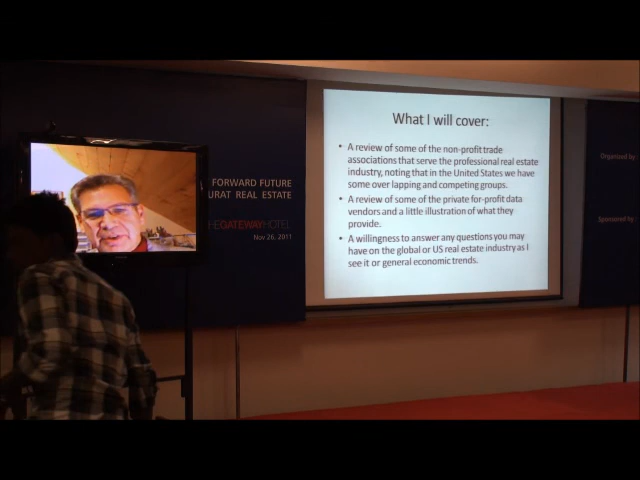 FORWARD FUTURE
URAT REAL ESTATE
HEGATEWAYHOTEL
Nov 26, 2011
What I will cover:
• A review of some of the non-profit trade
associations that serve the professional real estate
industry, noting that in the United States we have
some over lapping and competing groups.
• A review of some of the private for-profit data
vendors and a little illustration of what they
provide.
• A willingness to answer any questions you may
have on the global or US real estate industry as I
see it or general economic trends.
Organised by
Sponsored by